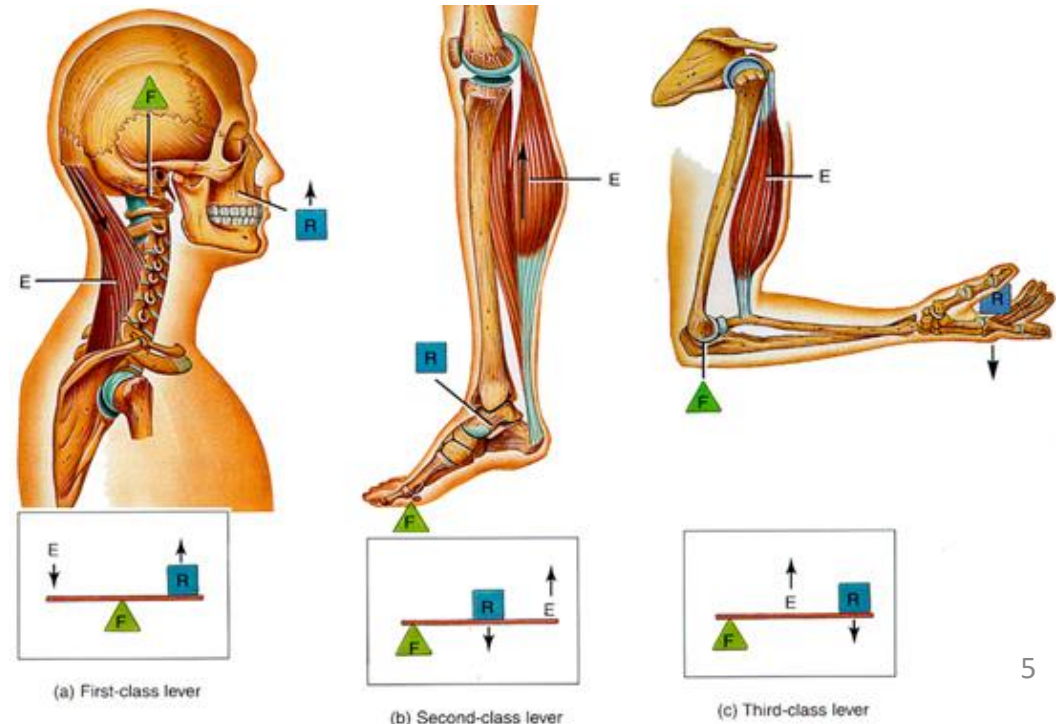 F
R
E
(a) First-class lever
E
R
F
E
R
F
(b) Second-class lever
R
E
F
E
R
F
(c) Third-class lever
E
R
F
5